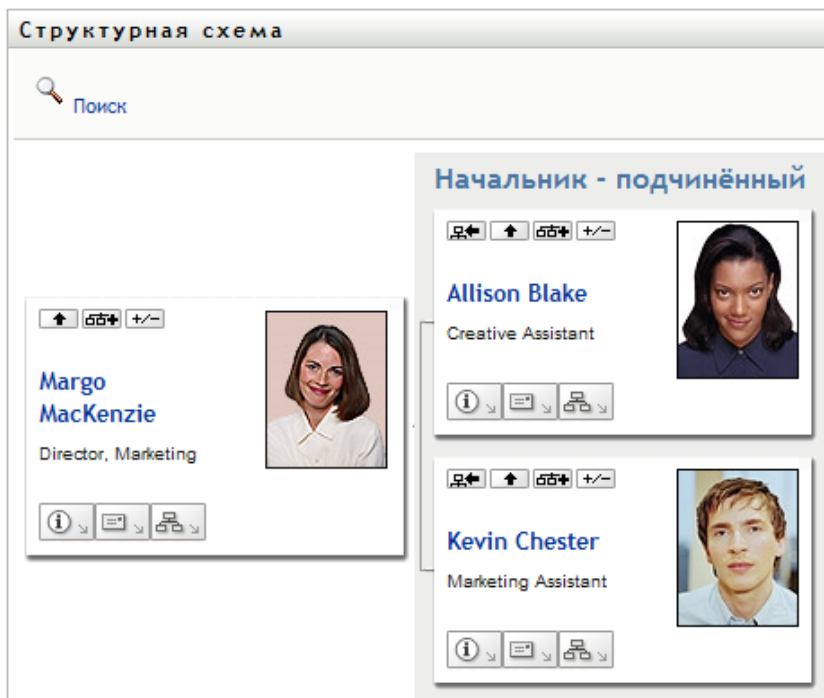 Структурная схема
Поиск
Начальник - подчинённый
Margo
MacKenzie
Director, Marketing
Allison Blake
Creative Assistant
Kevin Chester
Marketing Assistant